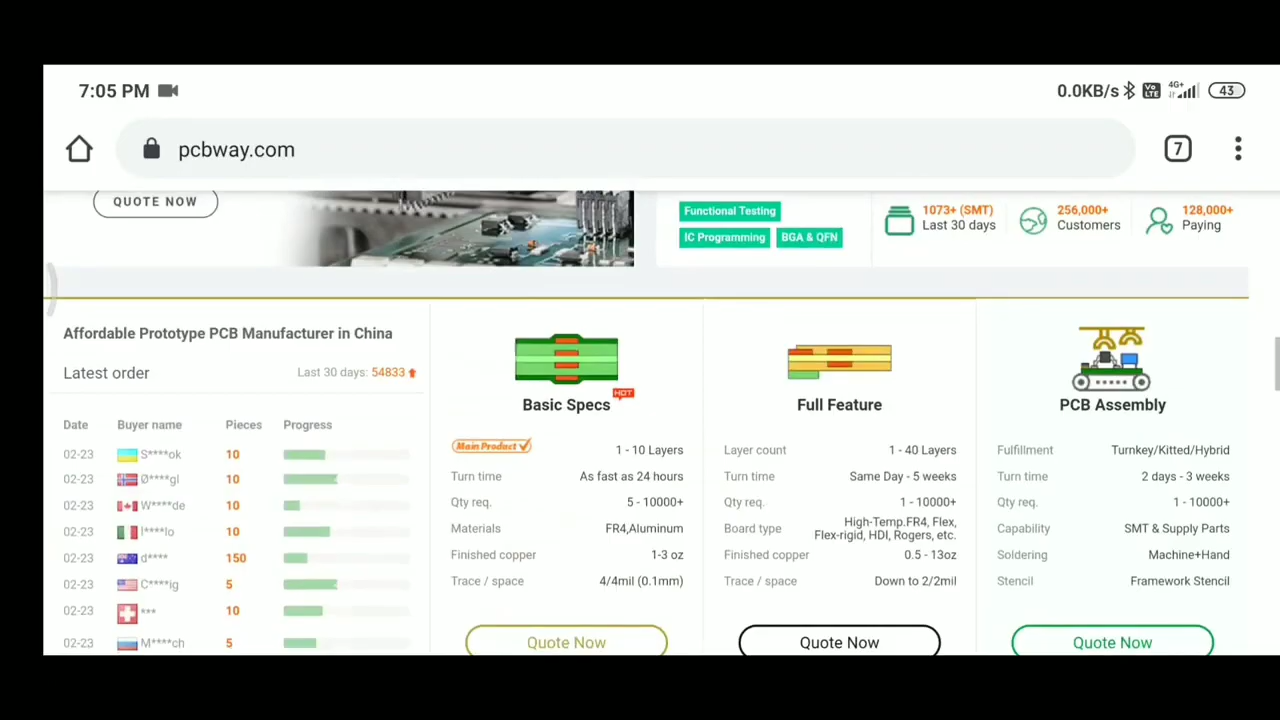 7:05 PM
0.0KB/s Vo LTE 4G+ 43
pcbway.com
7
QUOTE NOW
Functional Testing
IC Programming BGA & QFN
1073+ (SMT)
Last 30 days
256,000+
Customers
128,000+
Paying
Affordable Prototype PCB Manufacturer in China
Latest order Last 30 days: 54833
Date Buyer name Pieces Progress
02-23 S****ok 10
02-23 Ø****gl 10
02-23 W****de 10
02-23 I****lo 10
02-23 d**** 150
02-23 C****ig 5
02-23 *** 10
02-23 M****ch 5
HOT
Basic Specs
Main Product 1 - 10 Layers
Turn time As fast as 24 hours
Qty req. 5 - 10000+
Materials FR4,Aluminum
Finished copper 1-3 oz
Trace / space 4/4mil (0.1mm)
Quote Now
Full Feature
Layer count 1 - 40 Layers
Turn time Same Day - 5 weeks
Qty req. 1 - 10000+
Board type High-Temp.FR4, Flex,
Flex-rigid, HDI, Rogers, etc.
Finished copper 0.5 - 13oz
Trace / space Down to 2/2mil
Quote Now
PCB Assembly
Fulfillment Turnkey/Kitted/Hybrid
Turn time 2 days - 3 weeks
Qty req. 1 - 10000+
Capability SMT & Supply Parts
Soldering Machine+Hand
Stencil Framework Stencil
Quote Now